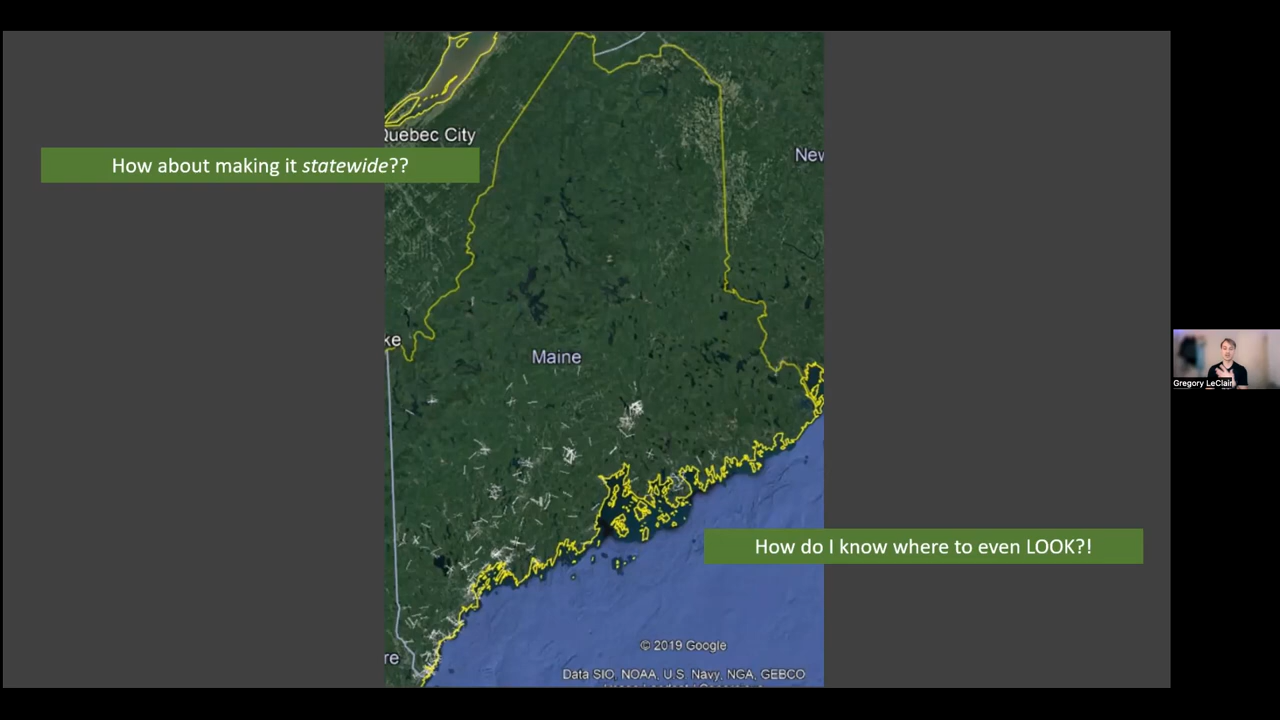 Quebec City
How about making it statewide??
New
ke
Maine
Gregory LeClair
How do I know where to even LOOK?!
© 2019 Google
re
Data SIO, NOAA, U.S. Navy, NGA, GEBCO